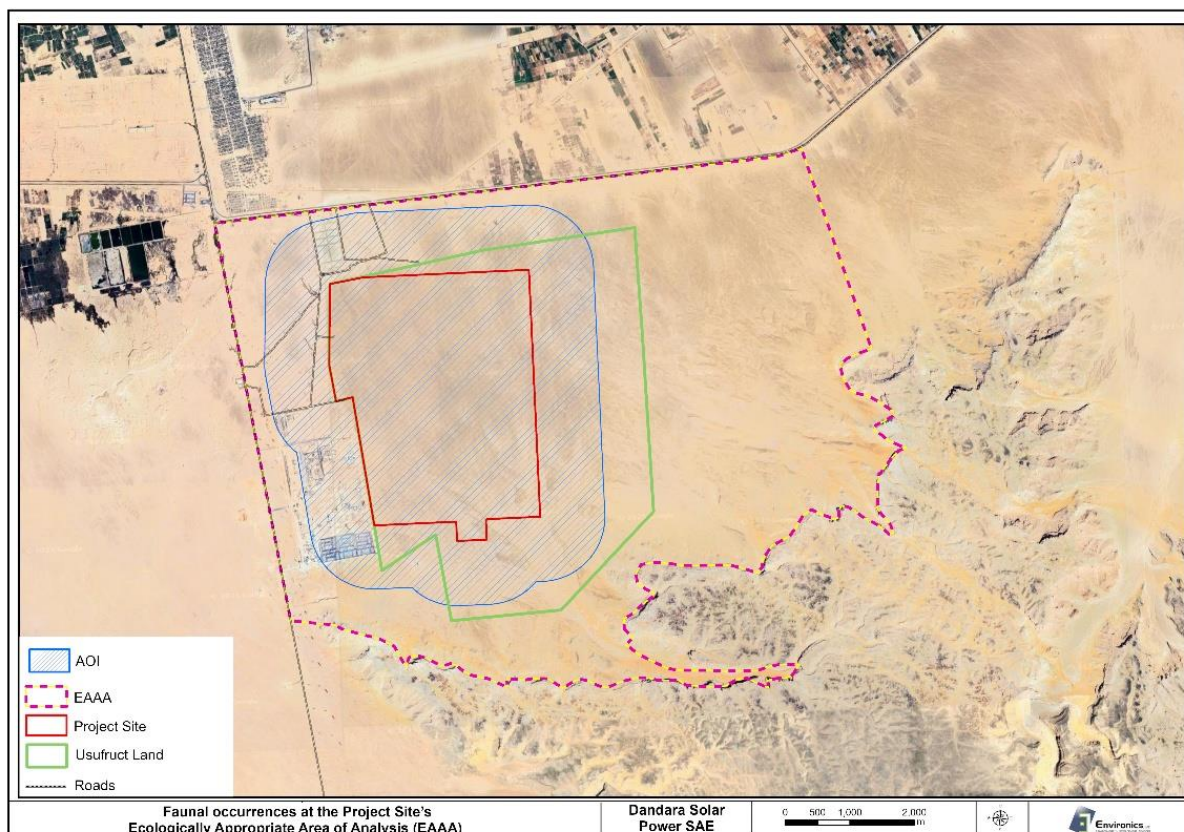 AOI
EAAA
Project Site
Usufruct Land
Roads
Faunal occurrences at the Project Site's
Ecologically Appropriate Area of Analysis (EAAA)
Dandara Solar
Power SAE
0 500 1,000 2,000
m
Environics